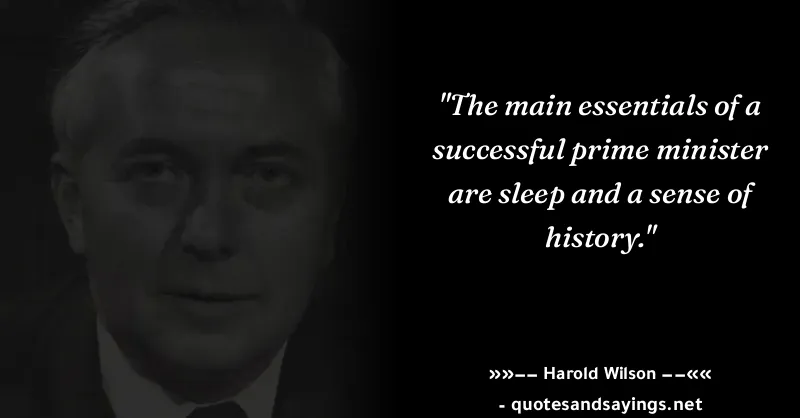 "The main essentials of a
successful prime minister
are sleep and a sense of
history."
»»–– Harold Wilson ––««
- quotesandsayings.net